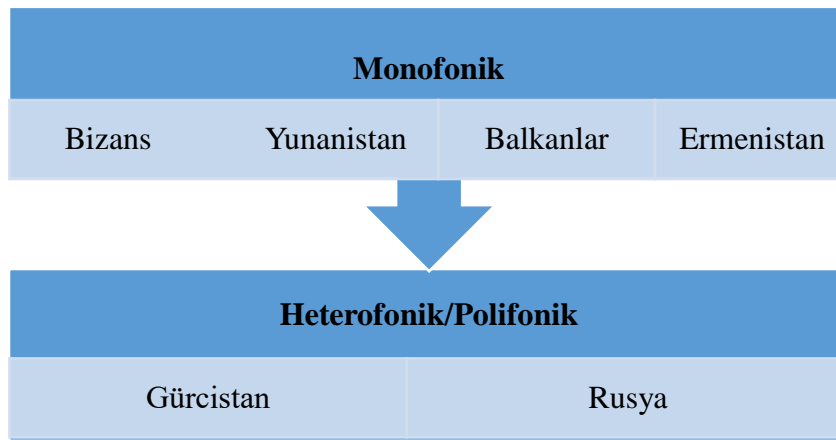 Monofonik
Bizans Yunanistan Balkanlar Ermenistan
Heterofonik/Polifonik
Gürcistan Rusya